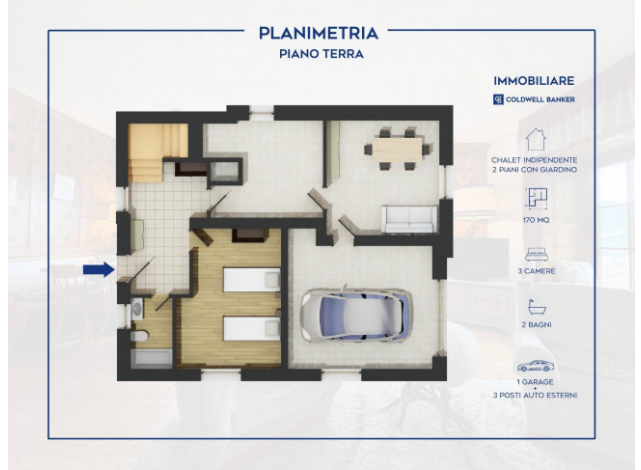 PLANIMETRIA
PIANO TERRA
IMMOBILIARE
CB COLDWELL BANKER
CHALET INDIPENDENTE
2 PIANI CON GIARDINO
170 MQ
3 CAMERE
2 BAGNI
1 GARAGE
+
3 POSTI AUTO ESTERNI